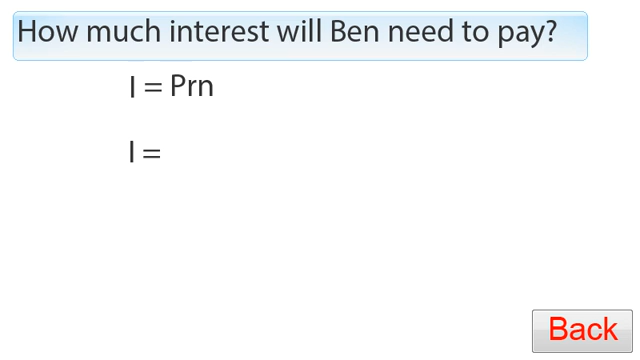 How much interest will Ben need to pay?
I = Prn
I =
Back